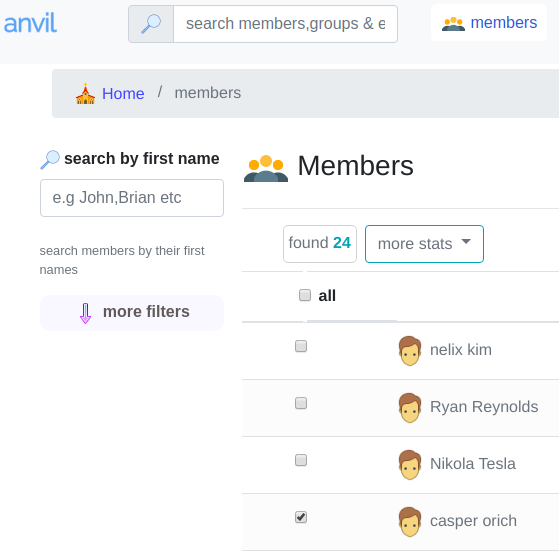 anvil
search members,groups & e
members
Home / members
search by first name
e.g John,Brian etc
search members by their first
names
more filters
Members
found 24
more stats
all
nelix kim
Ryan Reynolds
Nikola Tesla
casper orich